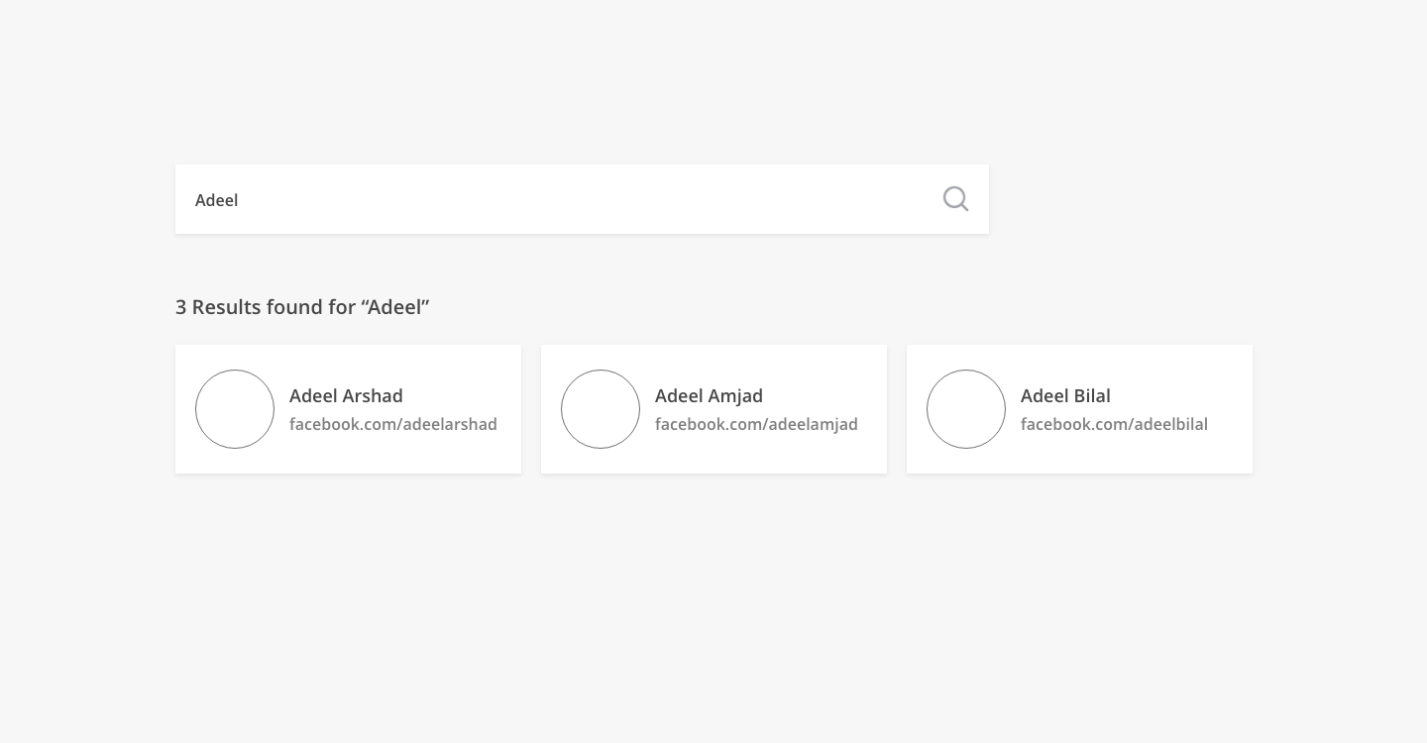 Adeel
3 Results found for “Adeel”
Adeel Arshad
facebook.com/adeelarshad
Adeel Amjad
facebook.com/adeelamjad
Adeel Bilal
facebook.com/adeelbilal